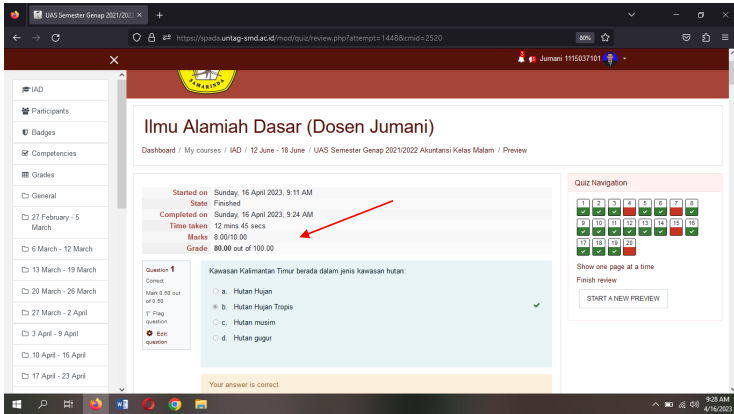 UAS Semester Genap 2021/202
https://spada.untag-smd.ac.id/mod/quiz/review.php?attempt=1448&cmid=2520
80%
Jumani 1115037101
SAMARINDA
IAD
Participants
Badges
Competencies
Grades
General
27 February - 5
March
6 March - 12 March
13 March - 19 March
20 March - 26 March
27 March - 2 April
3 April - 9 April
10 April - 16 April
17 April - 23 April
Ilmu Alamiah Dasar (Dosen Jumani)
Dashboard / My courses / IAD / 12 June - 18 June / UAS Semester Genap 2021/2022 Akuntansi Kelas Malam / Preview
Started on Sunday, 16 April 2023, 9:11 AM
State Finished
Completed on Sunday, 16 April 2023, 9:24 AM
Time taken 12 mins 45 secs
Marks 8.00/10.00
Grade 80.00 out of 100.00
Question 1
Correct
Mark 0.50 out
of 0.50
Flag
question
Edit
question
Kawasan Kalimantan Timur berada dalam jenis kawasan hutan:
a. Hutan Hujan
b. Hutan Hujan Tropis
c. Hutan musim
d. Hutan gugur
Your answer is correct.
Quiz Navigation
1 2 3 4 5 6 7 8
9 10 11 12 13 14 15 16
17 18 19 20
Show one page at a time
Finish review
START A NEW PREVIEW
9:28 AM
4/16/2023